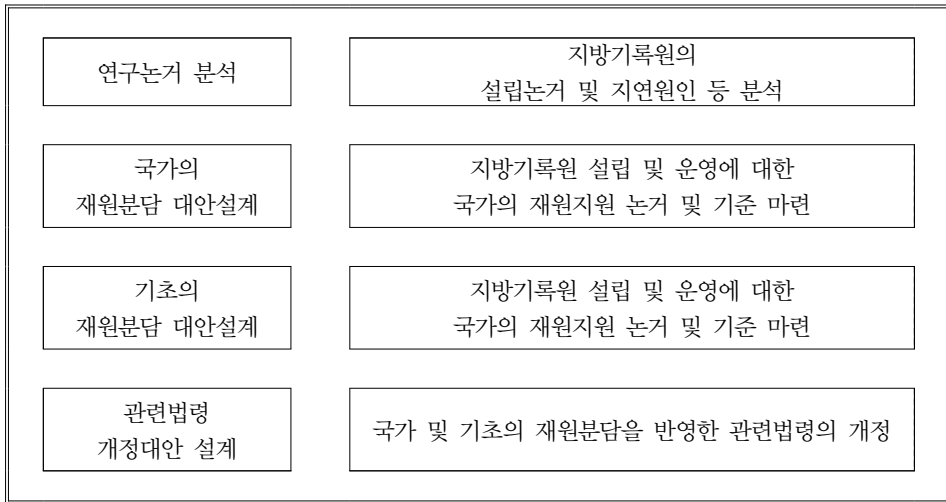 연구논거 분석
지방기록원의
설립논거 및 지연원인 등 분석
국가의
재원분담 대안설계
지방기록원 설립 및 운영에 대한
국가의 재원지원 논거 및 기준 마련
기초의
재원분담 대안설계
지방기록원 설립 및 운영에 대한
국가의 재원지원 논거 및 기준 마련
관련법령
개정대안 설계
국가 및 기초의 재원분담을 반영한 관련법령의 개정